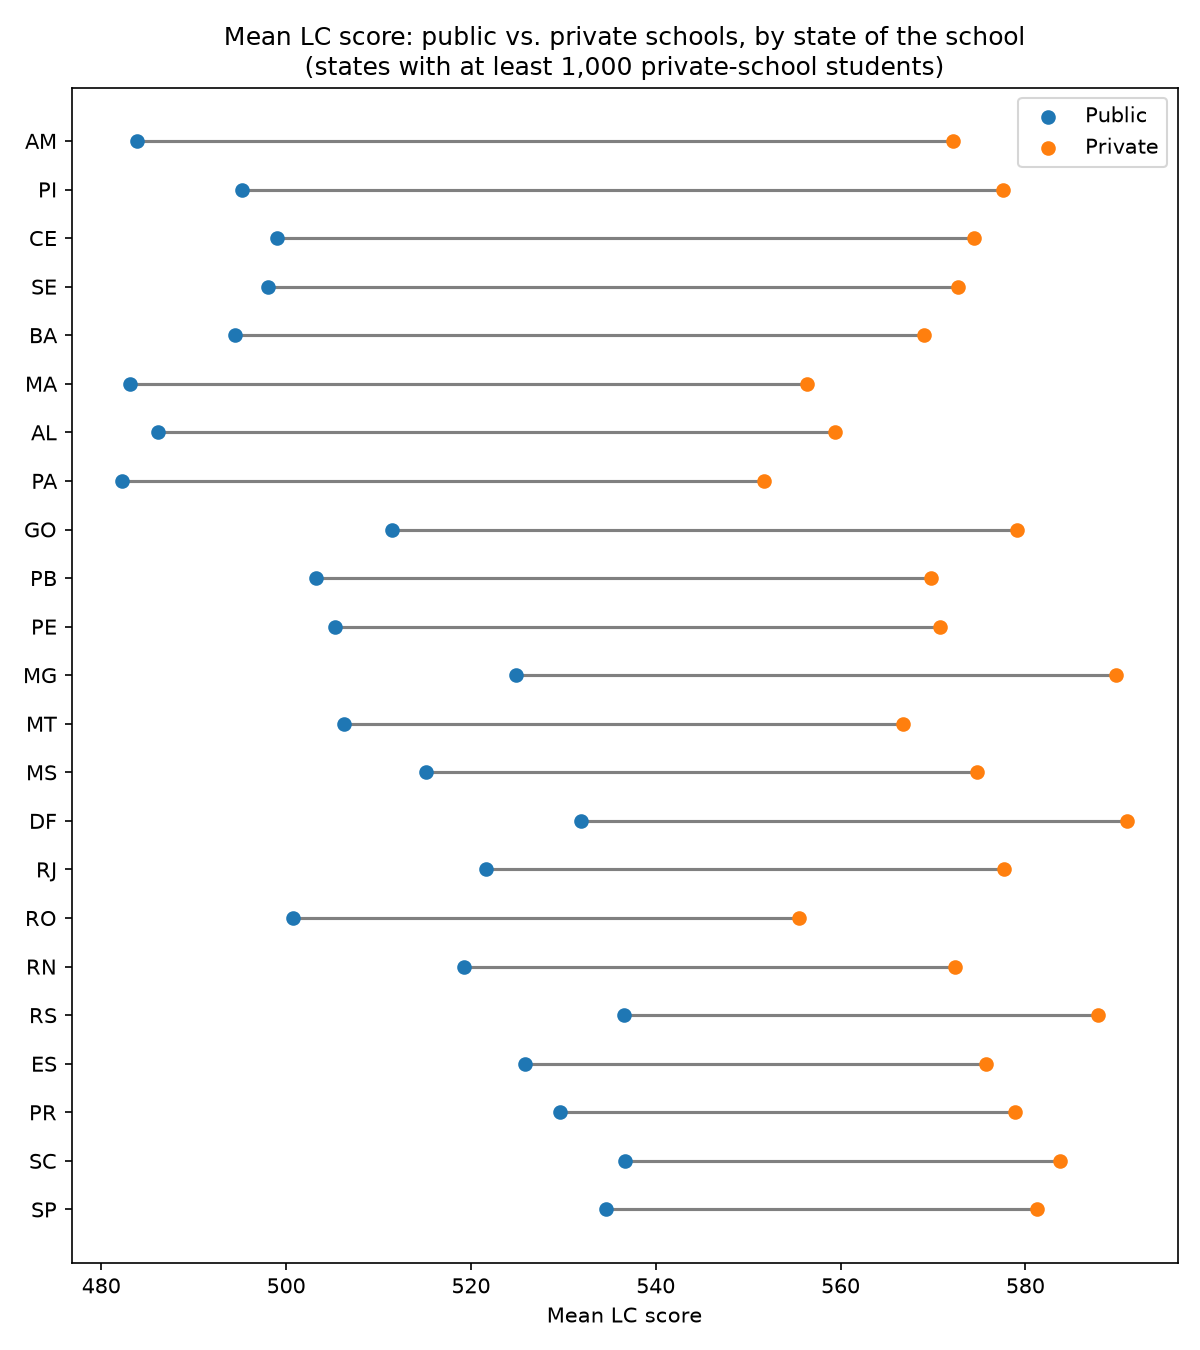 Mean LC score: public vs. private schools, by state of the school
(states with at least 1,000 private-school students)
Public
Private
AM
PI
CE
SE
BA
MA
AL
PA
GO
PB
PE
MG
MT
MS
DF
RJ
RO
RN
RS
ES
PR
SC
SP
480 500 520 540 560 580
Mean LC score